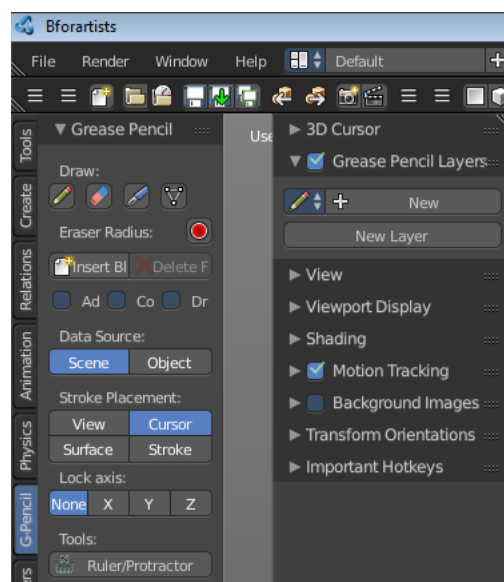 Bforartists
File Render Window Help Default
Tools
Create
Relations
Animation
Physics
G-Pencil
Grease Pencil
Draw:
Eraser Radius:
Insert Bl Delete F
Ad Co Dr
Data Source:
Scene Object
Stroke Placement:
View Cursor
Surface Stroke
Lock axis:
None X Y Z
Tools:
Ruler/Protractor
Use
3D Cursor
Grease Pencil Layers
New
New Layer
View
Viewport Display
Shading
Motion Tracking
Background Images
Transform Orientations
Important Hotkeys